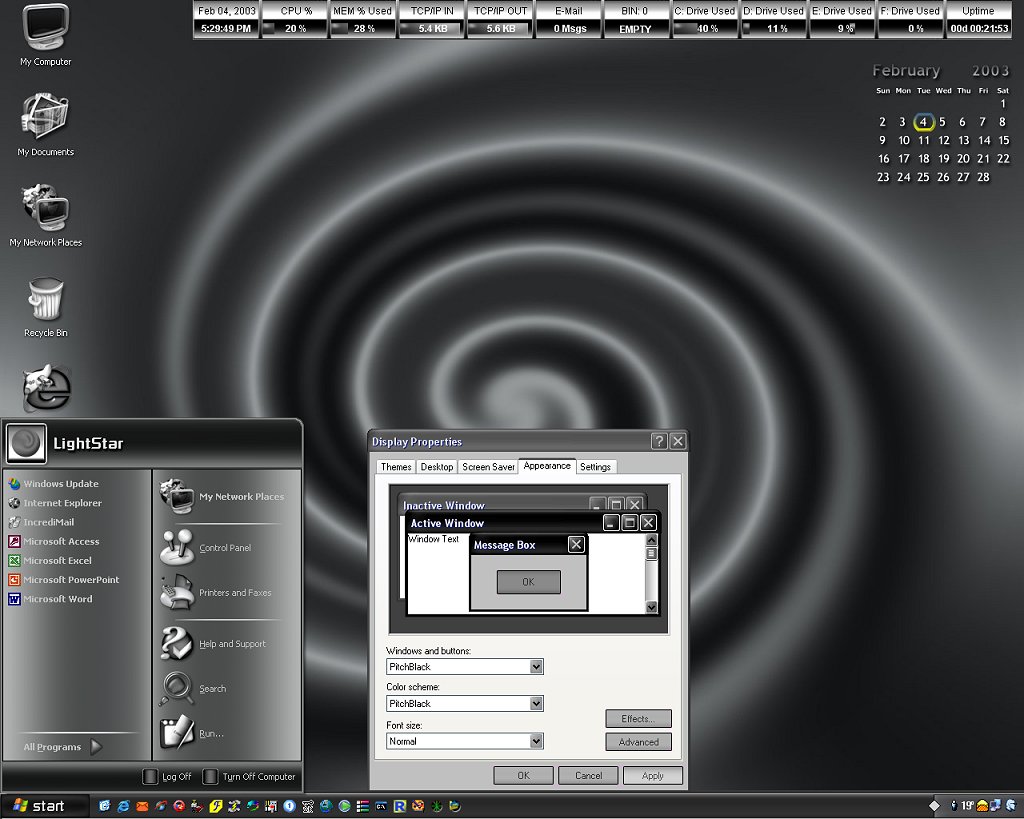 Feb 04, 2003 CPU % MEM % Used TCP/IP IN TCP/IP OUT E-Mail BIN: 0 C: Drive Used D: Drive Used E: Drive Used F: Drive Used Uptime
5:29:49 PM 20 % 28 % 5.4 KB 5.6 KB 0 Msgs EMPTY 40 % 11 % 9 % 0 % 00d 00:21:53
My Computer
My Documents
My Network Places
Recycle Bin
February 2003
Sun Mon Tue Wed Thu Fri Sat
1
2 3 4 5 6 7 8
9 10 11 12 13 14 15
16 17 18 19 20 21 22
23 24 25 26 27 28
LightStar
Windows Update
Internet Explorer
IncrediMail
Microsoft Access
Microsoft Excel
Microsoft PowerPoint
Microsoft Word
All Programs
My Network Places
Control Panel
Printers and Faxes
Help and Support
Search
Run...
Log Off Turn Off Computer
Display Properties
Themes Desktop Screen Saver Appearance Settings
Inactive Window
Active Window
Window Text
Message Box
OK
Windows and buttons:
PitchBlack
Color scheme:
PitchBlack
Font size:
Normal
Effects...
Advanced
OK Cancel Apply
start
19°